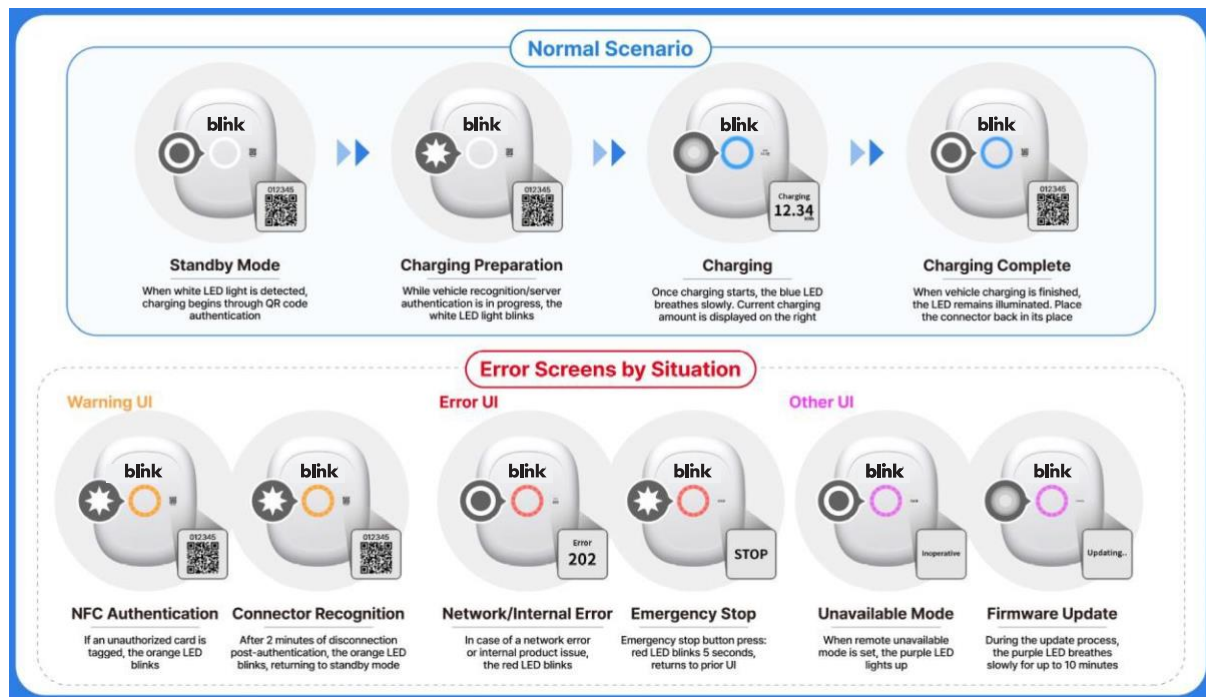 Normal Scenario
blink
012345
blink
012345
blink
Charging
12.34
kWh
blink
012345
Standby Mode
When white LED light is detected,
charging begins through QR code
authentication
Charging Preparation
While vehicle recognition/server
authentication is in progress, the
white LED light blinks
Charging
Once charging starts, the blue LED
breathes slowly. Current charging
amount is displayed on the right
Charging Complete
When vehicle charging is finished,
the LED remains illuminated. Place
the connector back in its place
Error Screens by Situation
Warning UI
blink
012345
blink
012345
NFC Authentication
If an unauthorized card is
tagged, the orange LED
blinks
Connector Recognition
After 2 minutes of disconnection
post-authentication, the orange LED
blinks, returning to standby mode
Error UI
blink
Error
202
blink
STOP
Network/Internal Error
In case of a network error
or internal product issue,
the red LED blinks
Emergency Stop
Emergency stop button press:
red LED blinks 5 seconds,
returns to prior UI
Other UI
blink
Inoperative
blink
Updating..
Unavailable Mode
When remote unavailable
mode is set, the purple LED
lights up
Firmware Update
During the update process,
the purple LED breathes
slowly for up to 10 minutes